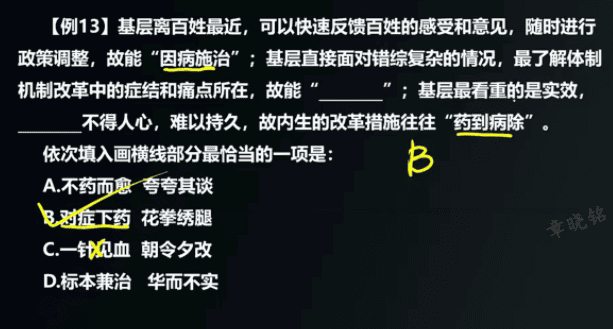 【例13】基层离百姓最近，可以快速反馈百姓的感受和意见，随时进行
政策调整，故能“因病施治”；基层直接面对错综复杂的情况，最了解体制
机制改革中的症结和痛点所在，故能“________”；基层最看重的是实效，
________不得人心，难以持久，故内生的改革措施往往“药到病除”。
依次填入画横线部分最恰当的一项是：
B
A.不药而愈 夸夸其谈
B.对症下药 花拳绣腿
C.一针见血 朝令夕改
D.标本兼治 华而不实
章晓铭